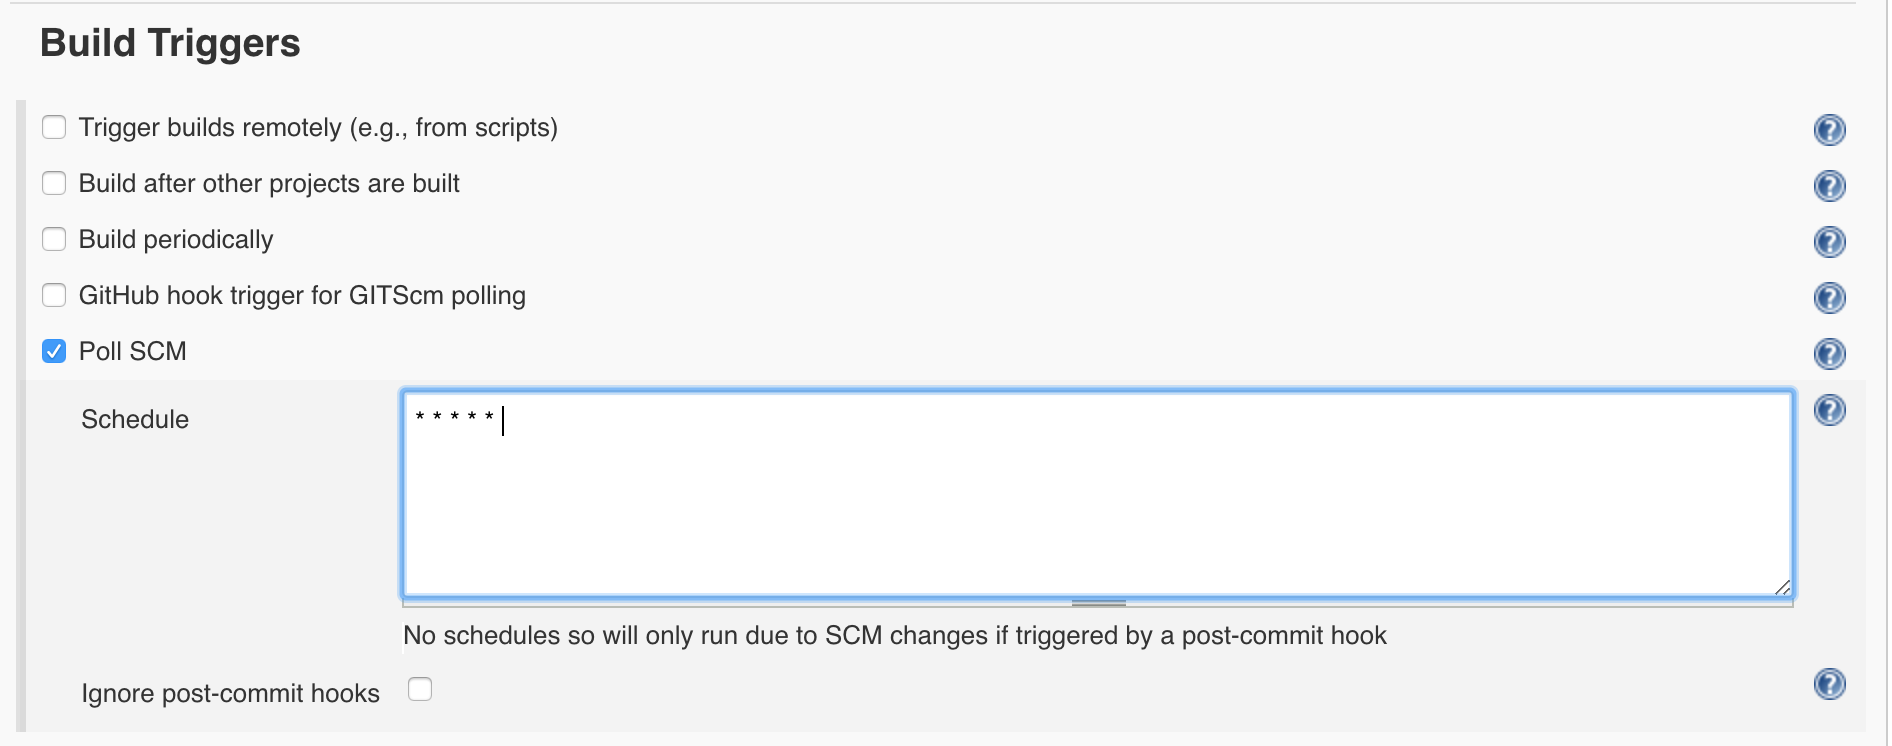 Build Triggers
Trigger builds remotely (e.g., from scripts)
Build after other projects are built
Build periodically
GitHub hook trigger for GITScm polling
Poll SCM
Schedule
* * * * *
No schedules so will only run due to SCM changes if triggered by a post-commit hook
Ignore post-commit hooks